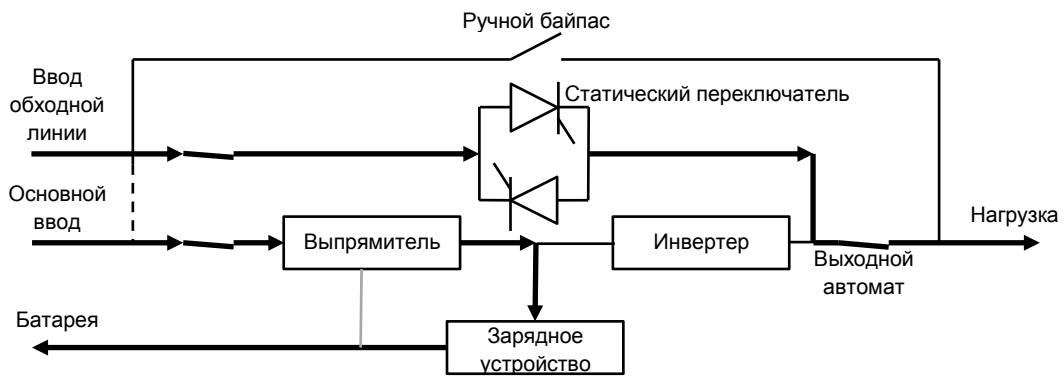 Ручной байпас
Ввод
обходной
линии
Статический переключатель
Основной
ввод
Выпрямитель
Инвертер
Нагрузка
Выходной
автомат
Батарея
Зарядное
устройство